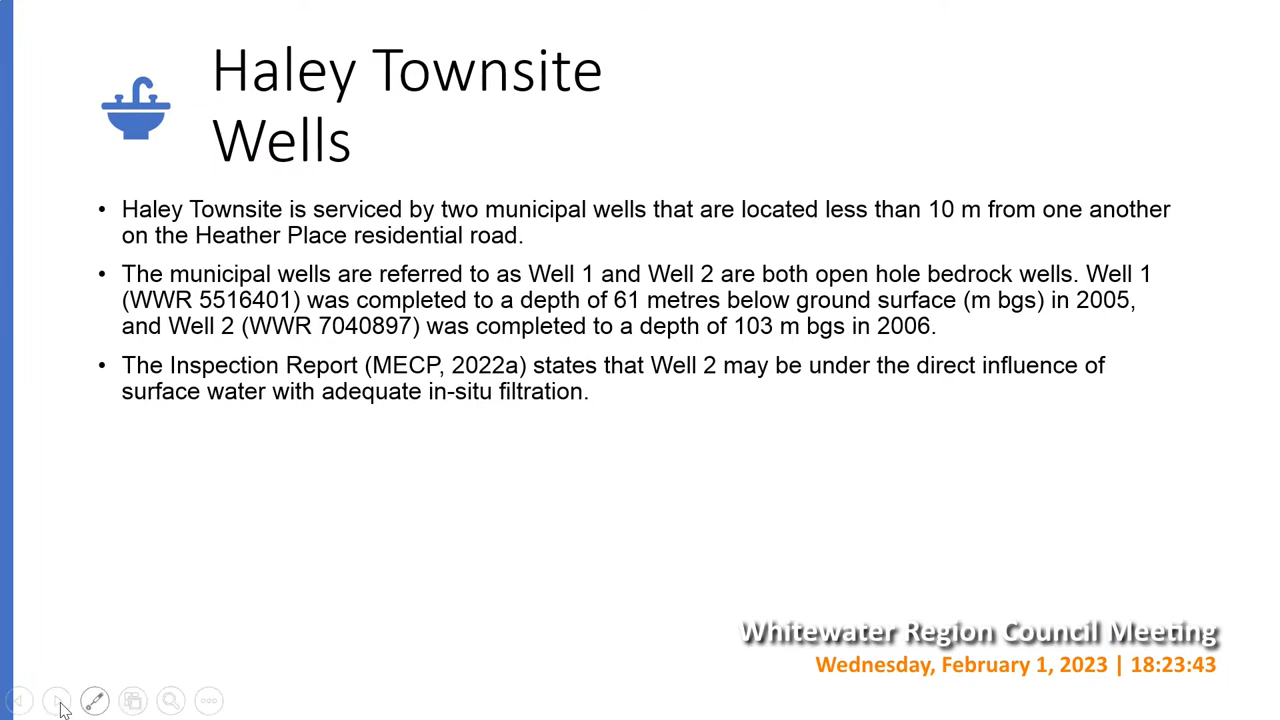 Haley Townsite
Wells
• Haley Townsite is serviced by two municipal wells that are located less than 10 m from one another
on the Heather Place residential road.
• The municipal wells are referred to as Well 1 and Well 2 are both open hole bedrock wells. Well 1
(WWR 5516401) was completed to a depth of 61 metres below ground surface (m bgs) in 2005,
and Well 2 (WWR 7040897) was completed to a depth of 103 m bgs in 2006.
• The Inspection Report (MECP, 2022a) states that Well 2 may be under the direct influence of
surface water with adequate in-situ filtration.
Whitewater Region Council Meeting
Wednesday, February 1, 2023 | 18:23:43